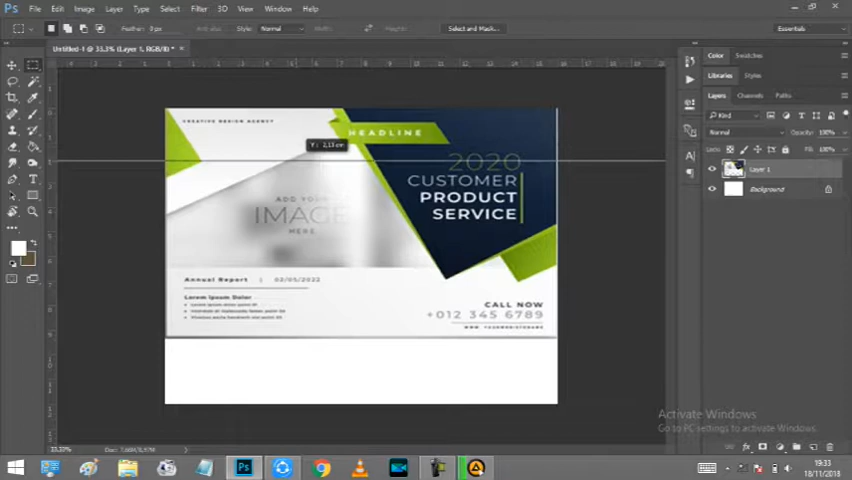 Ps File Edit Image Layer Type Select Filter 3D View Window Help
Feather: 0 px Style: Normal Select and Mask... Essentials
Untitled-1 @ 33,3% (Layer 1, RGB/8) * ×
CREATIVE DESIGN AGENCY
HEADLINE
2020
CUSTOMER
PRODUCT
SERVICE
ADD YOUR
IMAGE
HERE
Annual Report | 02/05/2022
Lorem Ipsum Dolor
CALL NOW
+012 345 6789
Color Swatches
Libraries Styles
Layers Channels Paths
Kind
Normal Opacity: 100%
Lock: Fill: 100%
Layer 1
Background
Activate Windows
Go to PC settings to activate Windows.
33,33%
19:33
18/11/2018